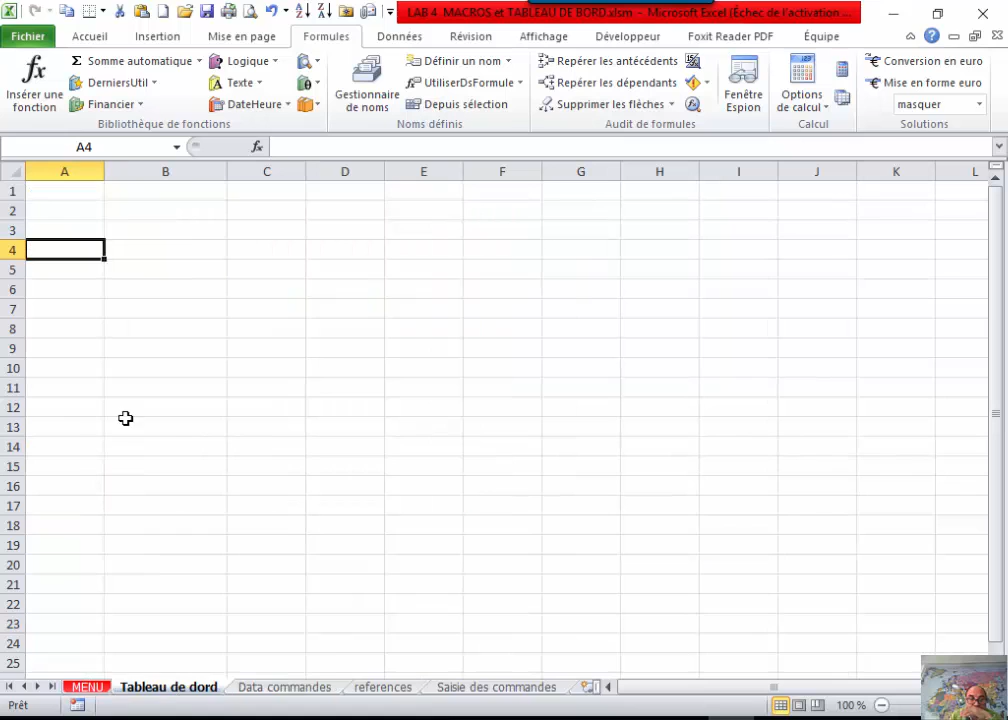 LAB 4 MACROS et TABLEAU DE BORD.xlsm – Microsoft Excel (Échec de l'activation ...
Fichier Accueil Insertion Mise en page Formules Données Révision Affichage Développeur Foxit Reader PDF Équipe
fx Σ Somme automatique Logique Définir un nom Repérer les antécédents € Conversion en euro
DerniersUtil Texte UtiliserDsFormule Repérer les dépendants € Mise en forme euro
Insérer une fonction Financier DateHeure Gestionnaire de noms Depuis sélection Supprimer les flèches Fenêtre Espion Options de calcul masquer
Bibliothèque de fonctions Noms définis Audit de formules Calcul Solutions
A4 fx
A B C D E F G H I J K L
1
2
3
4
5
6
7
8
9
10
11
12
13
14
15
16
17
18
19
20
21
22
23
24
25
MENU Tableau de dord Data commandes references Saisie des commandes
Prêt 100 %